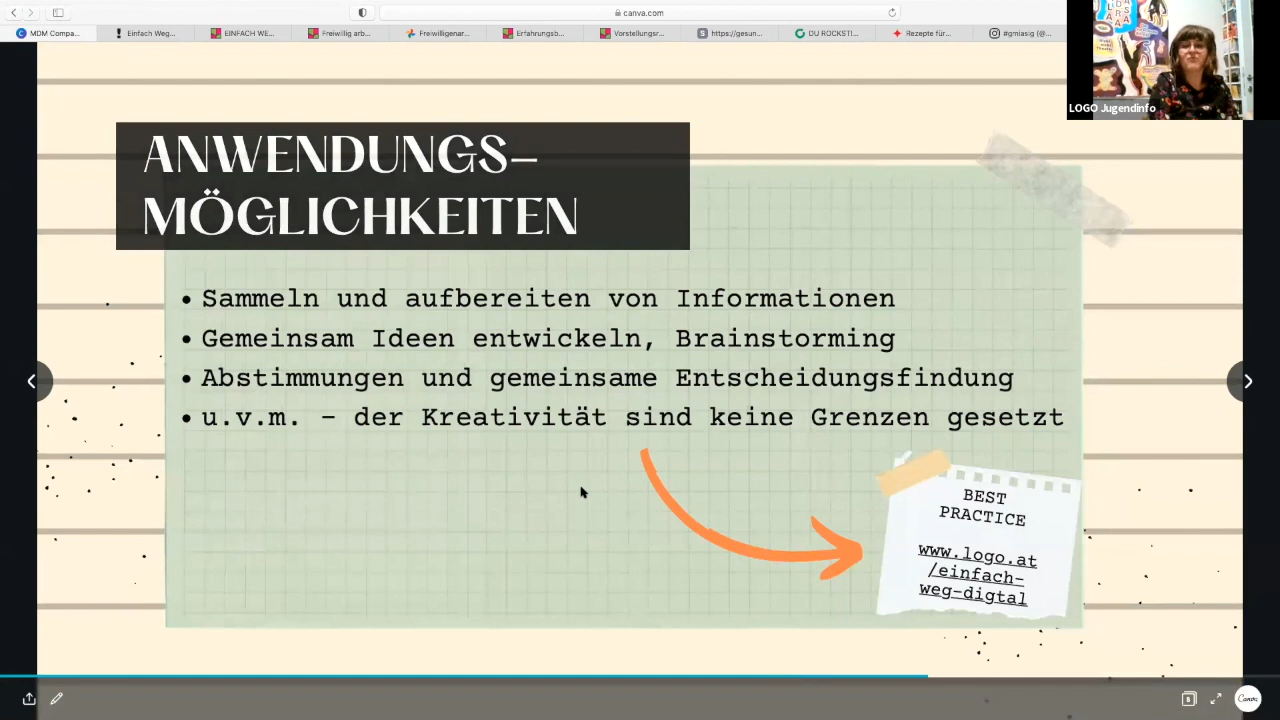 canva.com
MDM Compa...
Einfach Weg...
EINFACH WE...
Freiwillig arb...
Freiwilligenar...
Erfahrungsb...
Vorstellungsr...
https://gesun...
DU ROCKST!...
Rezepte für...
#gmiasig (@...
LOGO Jugendinfo
ANWENDUNGS-
MÖGLICHKEITEN
• Sammeln und aufbereiten von Informationen
• Gemeinsam Ideen entwickeln, Brainstorming
• Abstimmungen und gemeinsame Entscheidungsfindung
• u.v.m. - der Kreativität sind keine Grenzen gesetzt
BEST
PRACTICE
www.logo.at
/einfach-
weg-digtal
8
Canva